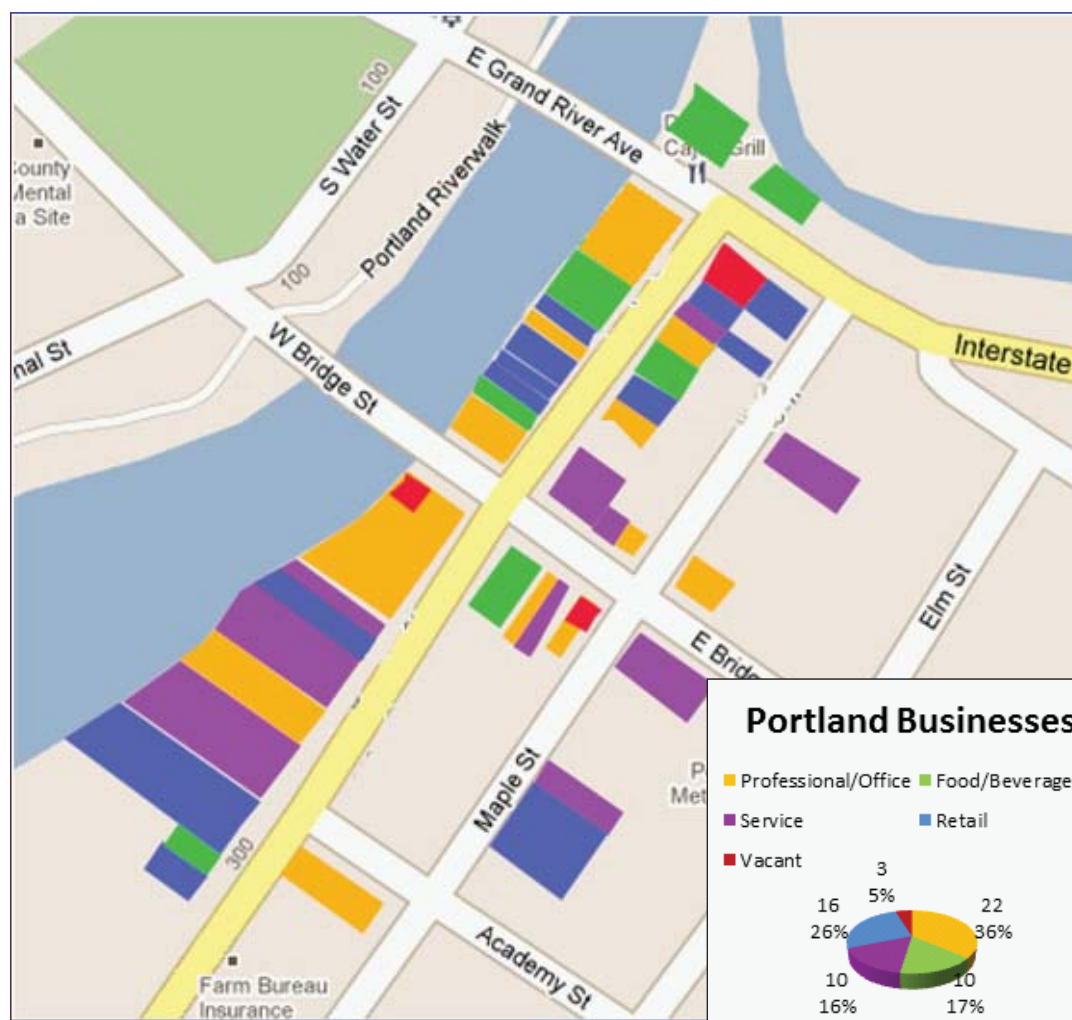 E Grand River Ave
100
S Water St
Portland Riverwalk
County
Mental
a Site
Grill
100
W Bridge St
nal St
Interstate
Elm St
E Bridg
Maple St
300
Academy St
Farm Bureau
Insurance
Portland Businesses
Professional/Office
Food/Beverage
Service
Retail
Vacant
3
5%
16
26%
22
36%
10
16%
10
17%